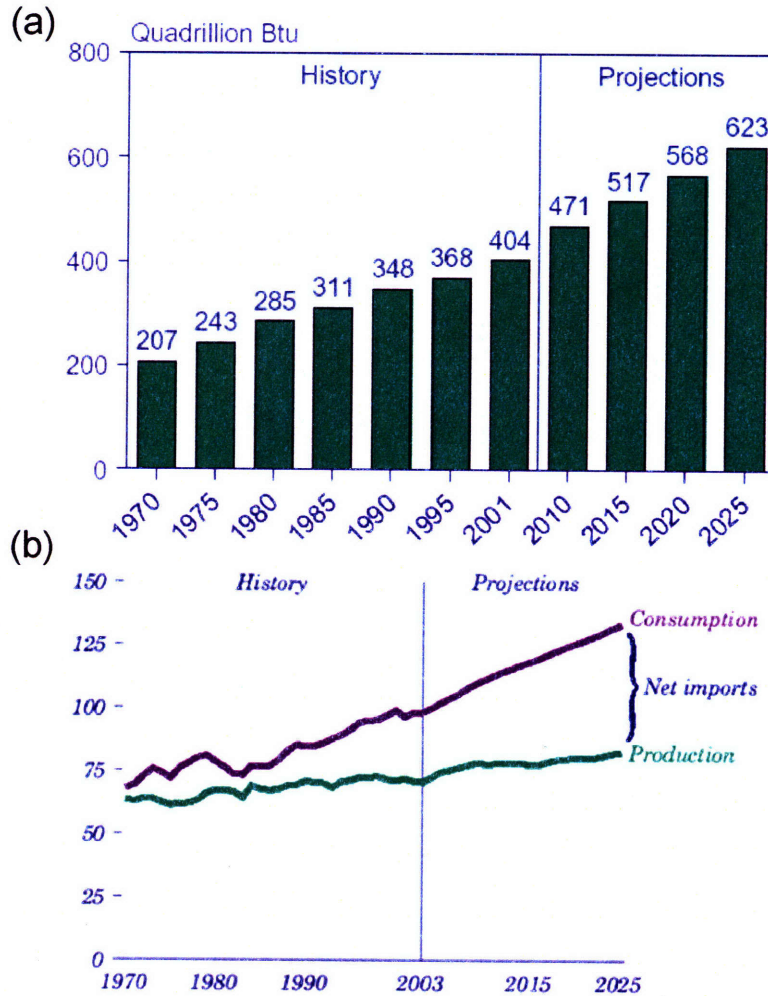 (a)
Quadrillion Btu
800
History
Projections
623
600
568
517
471
404
400
368
348
311
285
243
207
200
0
1970 1975 1980 1985 1990 1995 2001 2010 2015 2020 2025
(b)
150
History Projections
Consumption
125
Net imports
100
Production
75
50
25
0
1970 1980 1990 2003 2015 2025